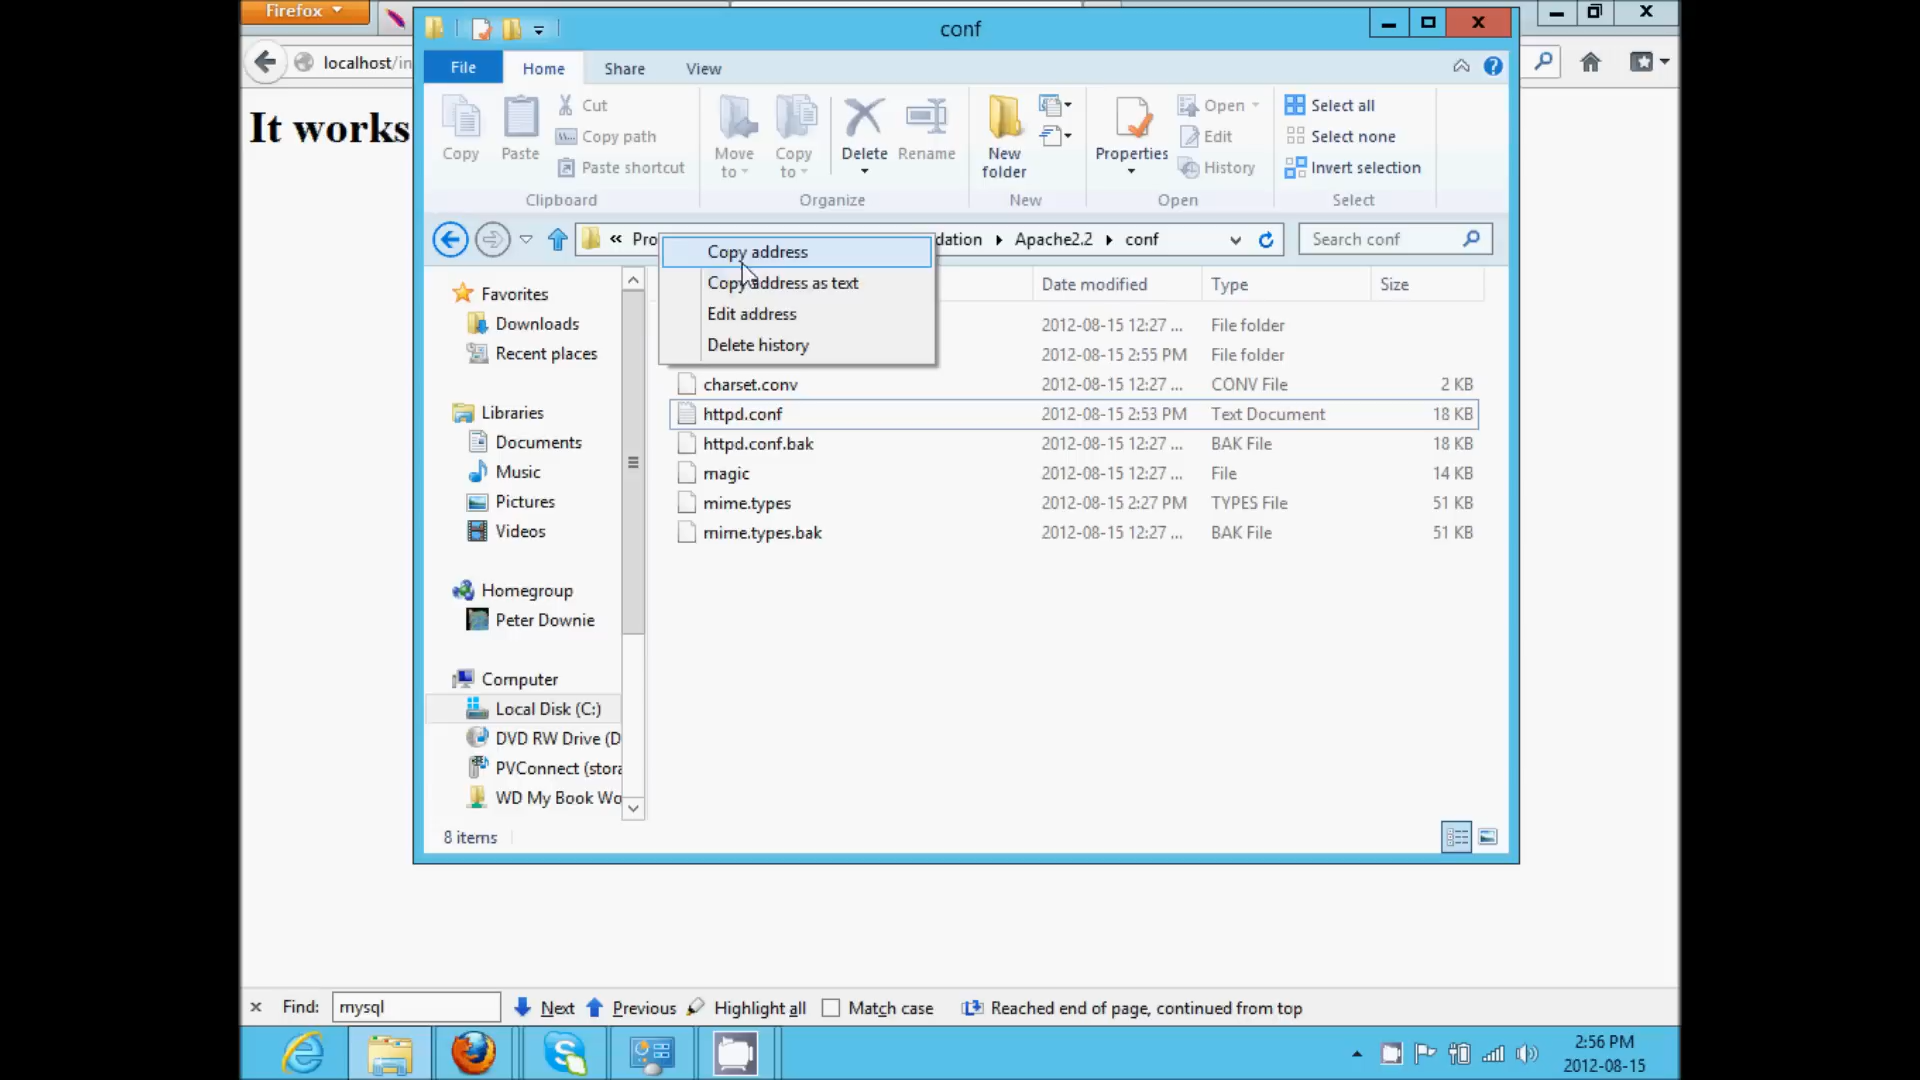 Firefox
conf
localhost/in
File
Home
Share
View
Copy
Paste
Cut
Copy path
Paste shortcut
Clipboard
Move to
Copy to
Delete
Rename
Organize
New folder
New
Properties
Open
Edit
History
Open
Select all
Select none
Invert selection
Select
It works
« Pro
dation
Apache2.2
conf
Search conf
Copy address
Copy address as text
Edit address
Delete history
Date modified
Type
Size
2012-08-15 12:27 ... File folder
2012-08-15 2:55 PM File folder
charset.conv 2012-08-15 12:27 ... CONV File 2 KB
httpd.conf 2012-08-15 2:53 PM Text Document 18 KB
httpd.conf.bak 2012-08-15 12:27 ... BAK File 18 KB
magic 2012-08-15 12:27 ... File 14 KB
mime.types 2012-08-15 2:27 PM TYPES File 51 KB
mime.types.bak 2012-08-15 12:27 ... BAK File 51 KB
Favorites
Downloads
Recent places
Libraries
Documents
Music
Pictures
Videos
Homegroup
Peter Downie
Computer
Local Disk (C:)
DVD RW Drive (D
PVConnect (stora
WD My Book Wo
8 items
Find: mysql Next Previous Highlight all Match case Reached end of page, continued from top
2:56 PM
2012-08-15